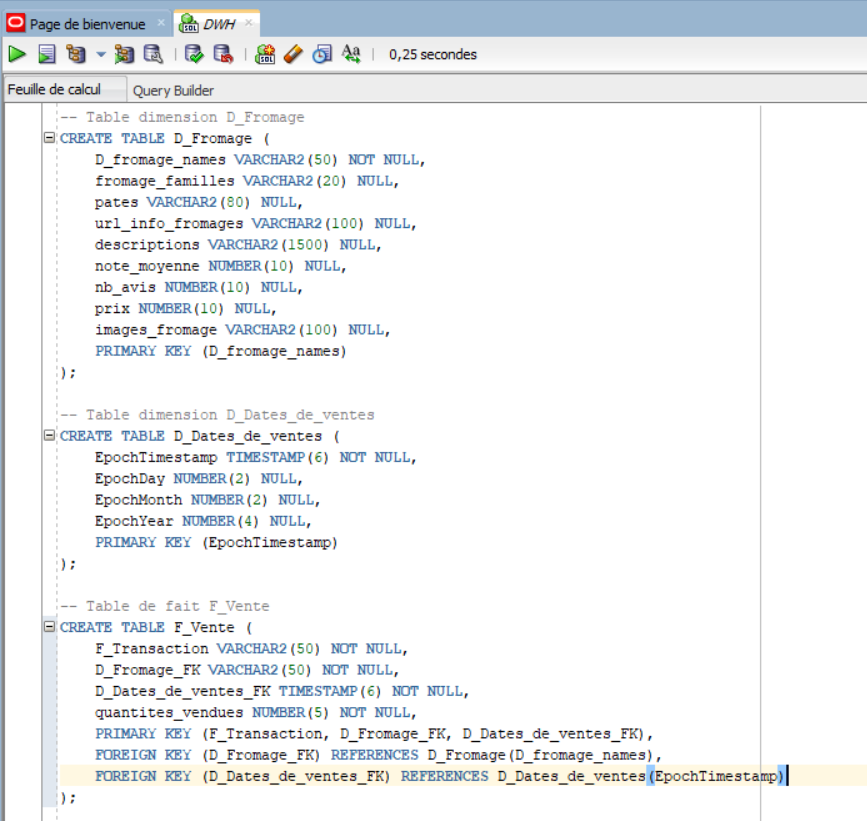 Page de bienvenue × DWH ×
SQL SQL Aa 0,25 secondes
Feuille de calcul Query Builder
-- Table dimension D_Fromage
CREATE TABLE D_Fromage (
D_fromage_names VARCHAR2(50) NOT NULL,
fromage_familles VARCHAR2(20) NULL,
pates VARCHAR2(80) NULL,
url_info_fromages VARCHAR2(100) NULL,
descriptions VARCHAR2(1500) NULL,
note_moyenne NUMBER(10) NULL,
nb_avis NUMBER(10) NULL,
prix NUMBER(10) NULL,
images_fromage VARCHAR2(100) NULL,
PRIMARY KEY (D_fromage_names)
);
-- Table dimension D_Dates_de_ventes
CREATE TABLE D_Dates_de_ventes (
EpochTimestamp TIMESTAMP(6) NOT NULL,
EpochDay NUMBER(2) NULL,
EpochMonth NUMBER(2) NULL,
EpochYear NUMBER(4) NULL,
PRIMARY KEY (EpochTimestamp)
);
-- Table de fait F_Vente
CREATE TABLE F_Vente (
F_Transaction VARCHAR2(50) NOT NULL,
D_Fromage_FK VARCHAR2(50) NOT NULL,
D_Dates_de_ventes_FK TIMESTAMP(6) NOT NULL,
quantites_vendues NUMBER(5) NOT NULL,
PRIMARY KEY (F_Transaction, D_Fromage_FK, D_Dates_de_ventes_FK),
FOREIGN KEY (D_Fromage_FK) REFERENCES D_Fromage(D_fromage_names),
FOREIGN KEY (D_Dates_de_ventes_FK) REFERENCES D_Dates_de_ventes(EpochTimestamp)
);